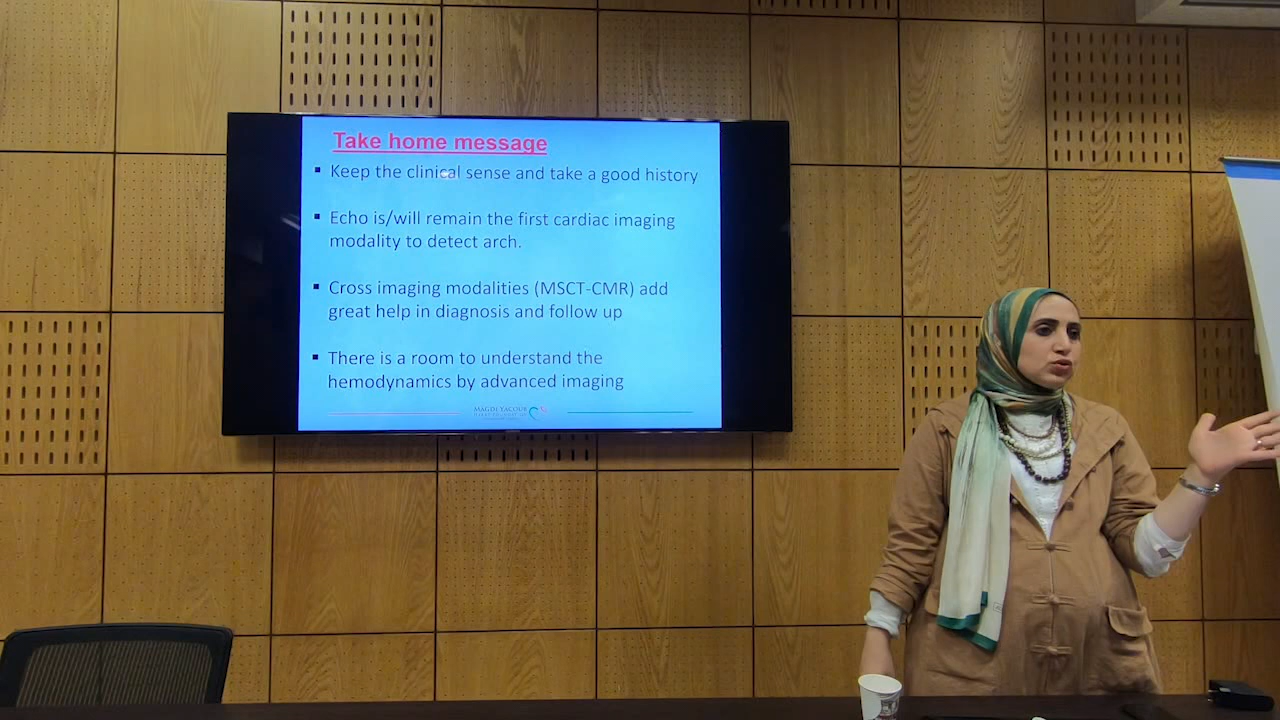 Take home message
▪ Keep the clinical sense and take a good history
▪ Echo is/will remain the first cardiac imaging
modality to detect arch.
▪ Cross imaging modalities (MSCT-CMR) add
great help in diagnosis and follow up
▪ There is a room to understand the
hemodynamics by advanced imaging
MAGDI YACOUB